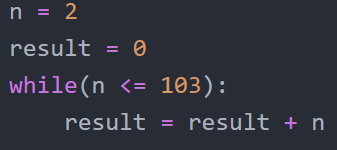 n = 2
result = 0
while(n <= 103):
    result = result + n